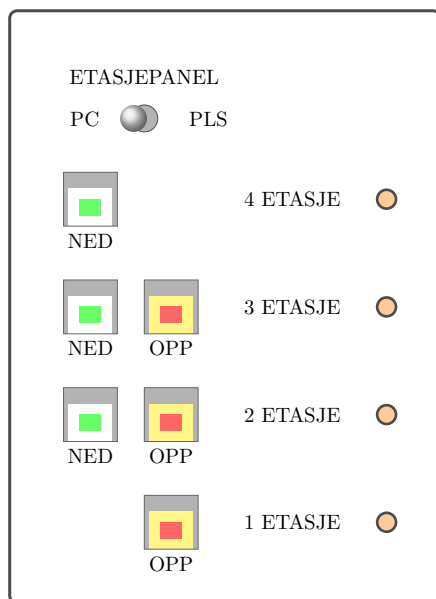 ETASJEPANEL
PC PLS
4 ETASJE
NED
3 ETASJE
NED OPP
2 ETASJE
NED OPP
1 ETASJE
OPP